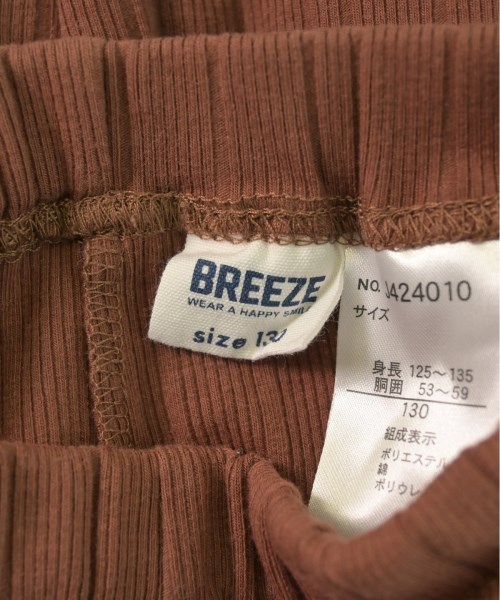 BREEZE
WEAR A HAPPY SMILE
size 130
NO. J424010
サイズ
身長 125～135
胴囲 53～59
130
組成表示
ポリエステル
綿
ポリウレ